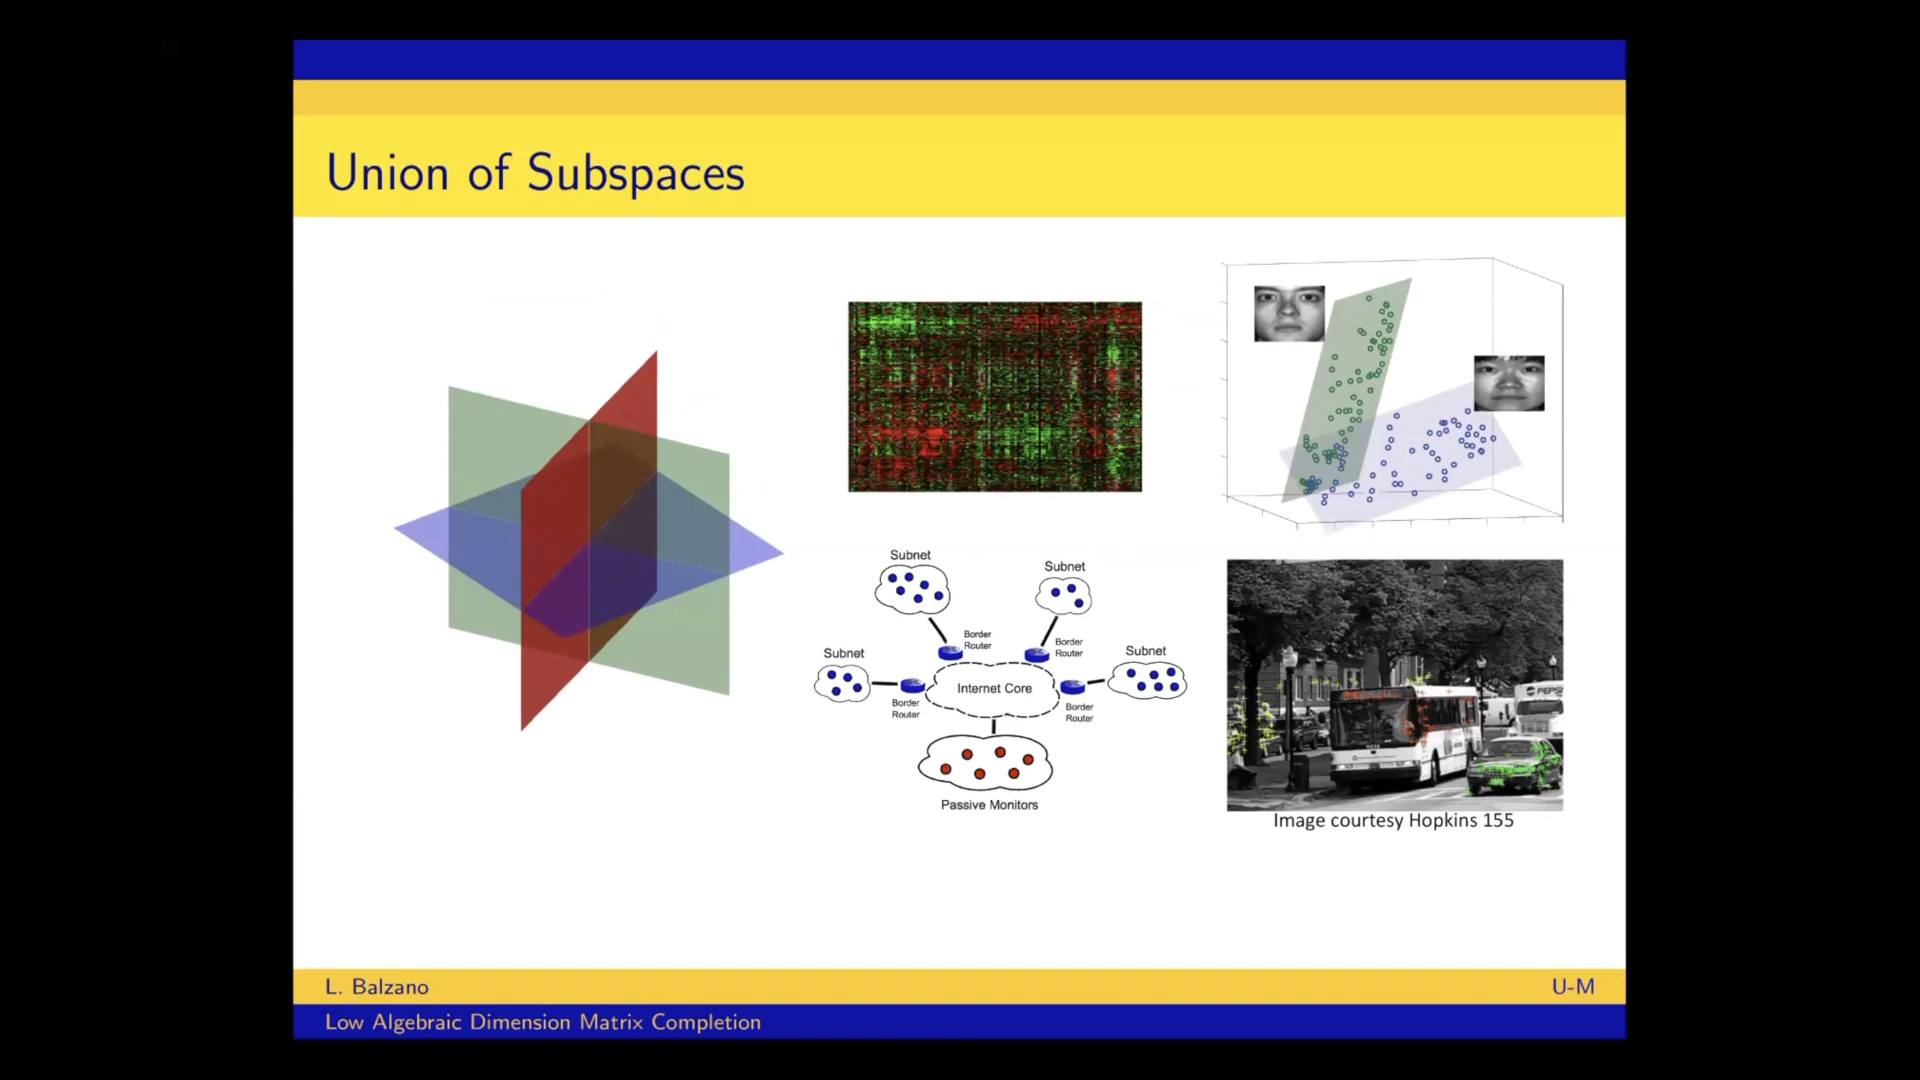 Union of Subspaces
Subnet
Subnet
Border
Router
Border
Router
Subnet
Subnet
Internet Core
Border
Router
Border
Router
Passive Monitors
PEPSI
Image courtesy Hopkins 155
L. Balzano
U-M
Low Algebraic Dimension Matrix Completion